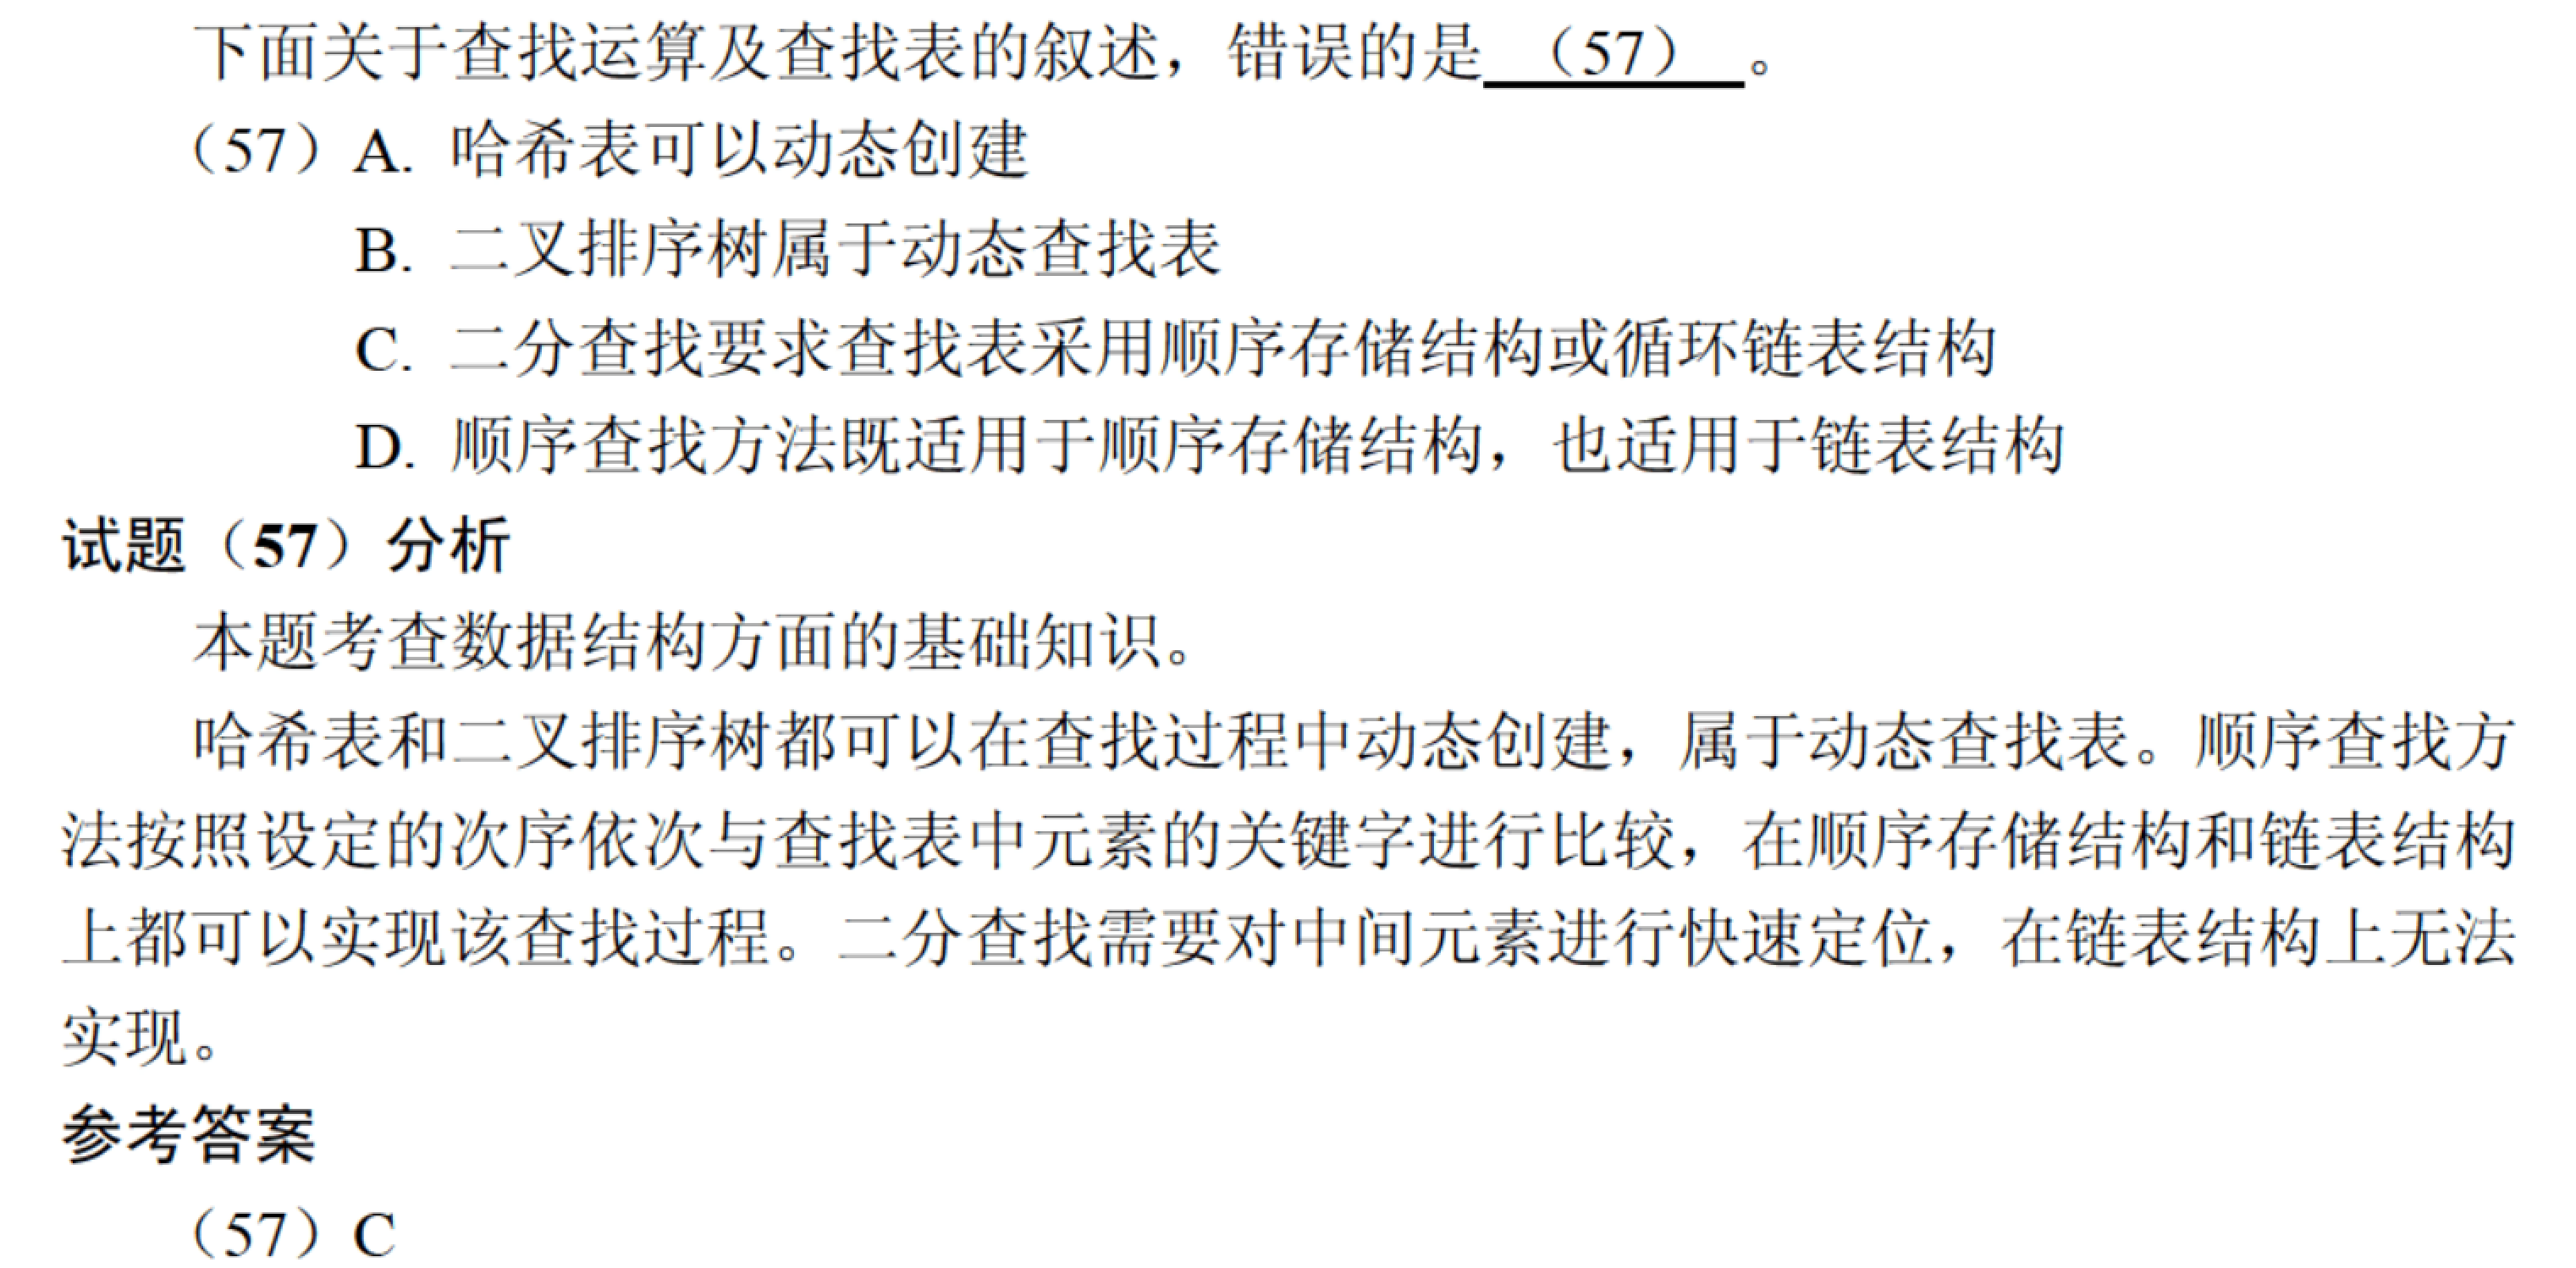 下面关于查找运算及查找表的叙述，错误的是 （57） 。
（57）A. 哈希表可以动态创建
B. 二叉排序树属于动态查找表
C. 二分查找要求查找表采用顺序存储结构或循环链表结构
D. 顺序查找方法既适用于顺序存储结构，也适用于链表结构
试题（57）分析
本题考查数据结构方面的基础知识。
哈希表和二叉排序树都可以在查找过程中动态创建，属于动态查找表。顺序查找方
法按照设定的次序依次与查找表中元素的关键字进行比较，在顺序存储结构和链表结构
上都可以实现该查找过程。二分查找需要对中间元素进行快速定位，在链表结构上无法
实现。
参考答案
（57）C